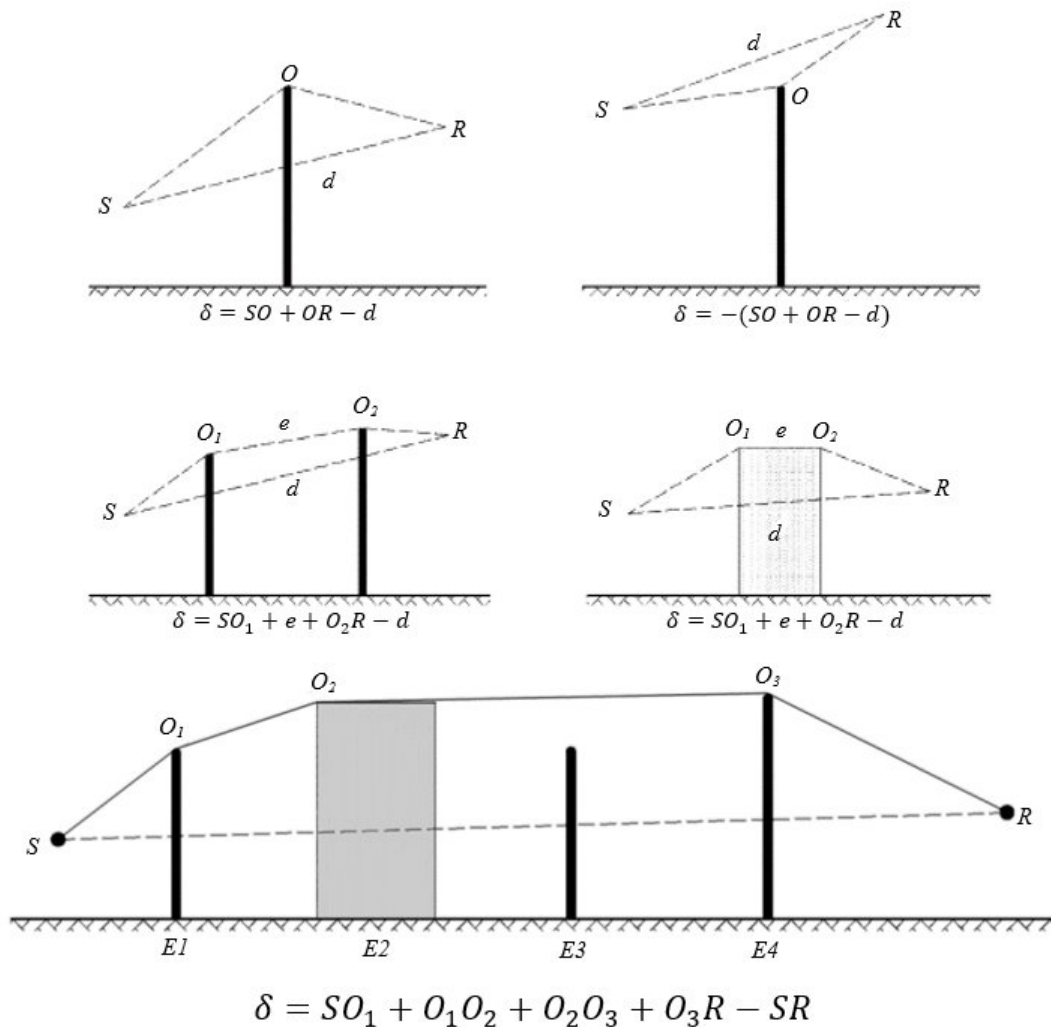 O
R
d
S
δ = SO + OR − d
R
d
O
S
δ = −(SO + OR − d)
O₁
e
O₂
R
d
S
δ = SO₁ + e + O₂R − d
O₁
e
O₂
R
S
d
δ = SO₁ + e + O₂R − d
O₃
O₂
O₁
S
R
E1
E2
E3
E4
δ = SO₁ + O₁O₂ + O₂O₃ + O₃R − SR